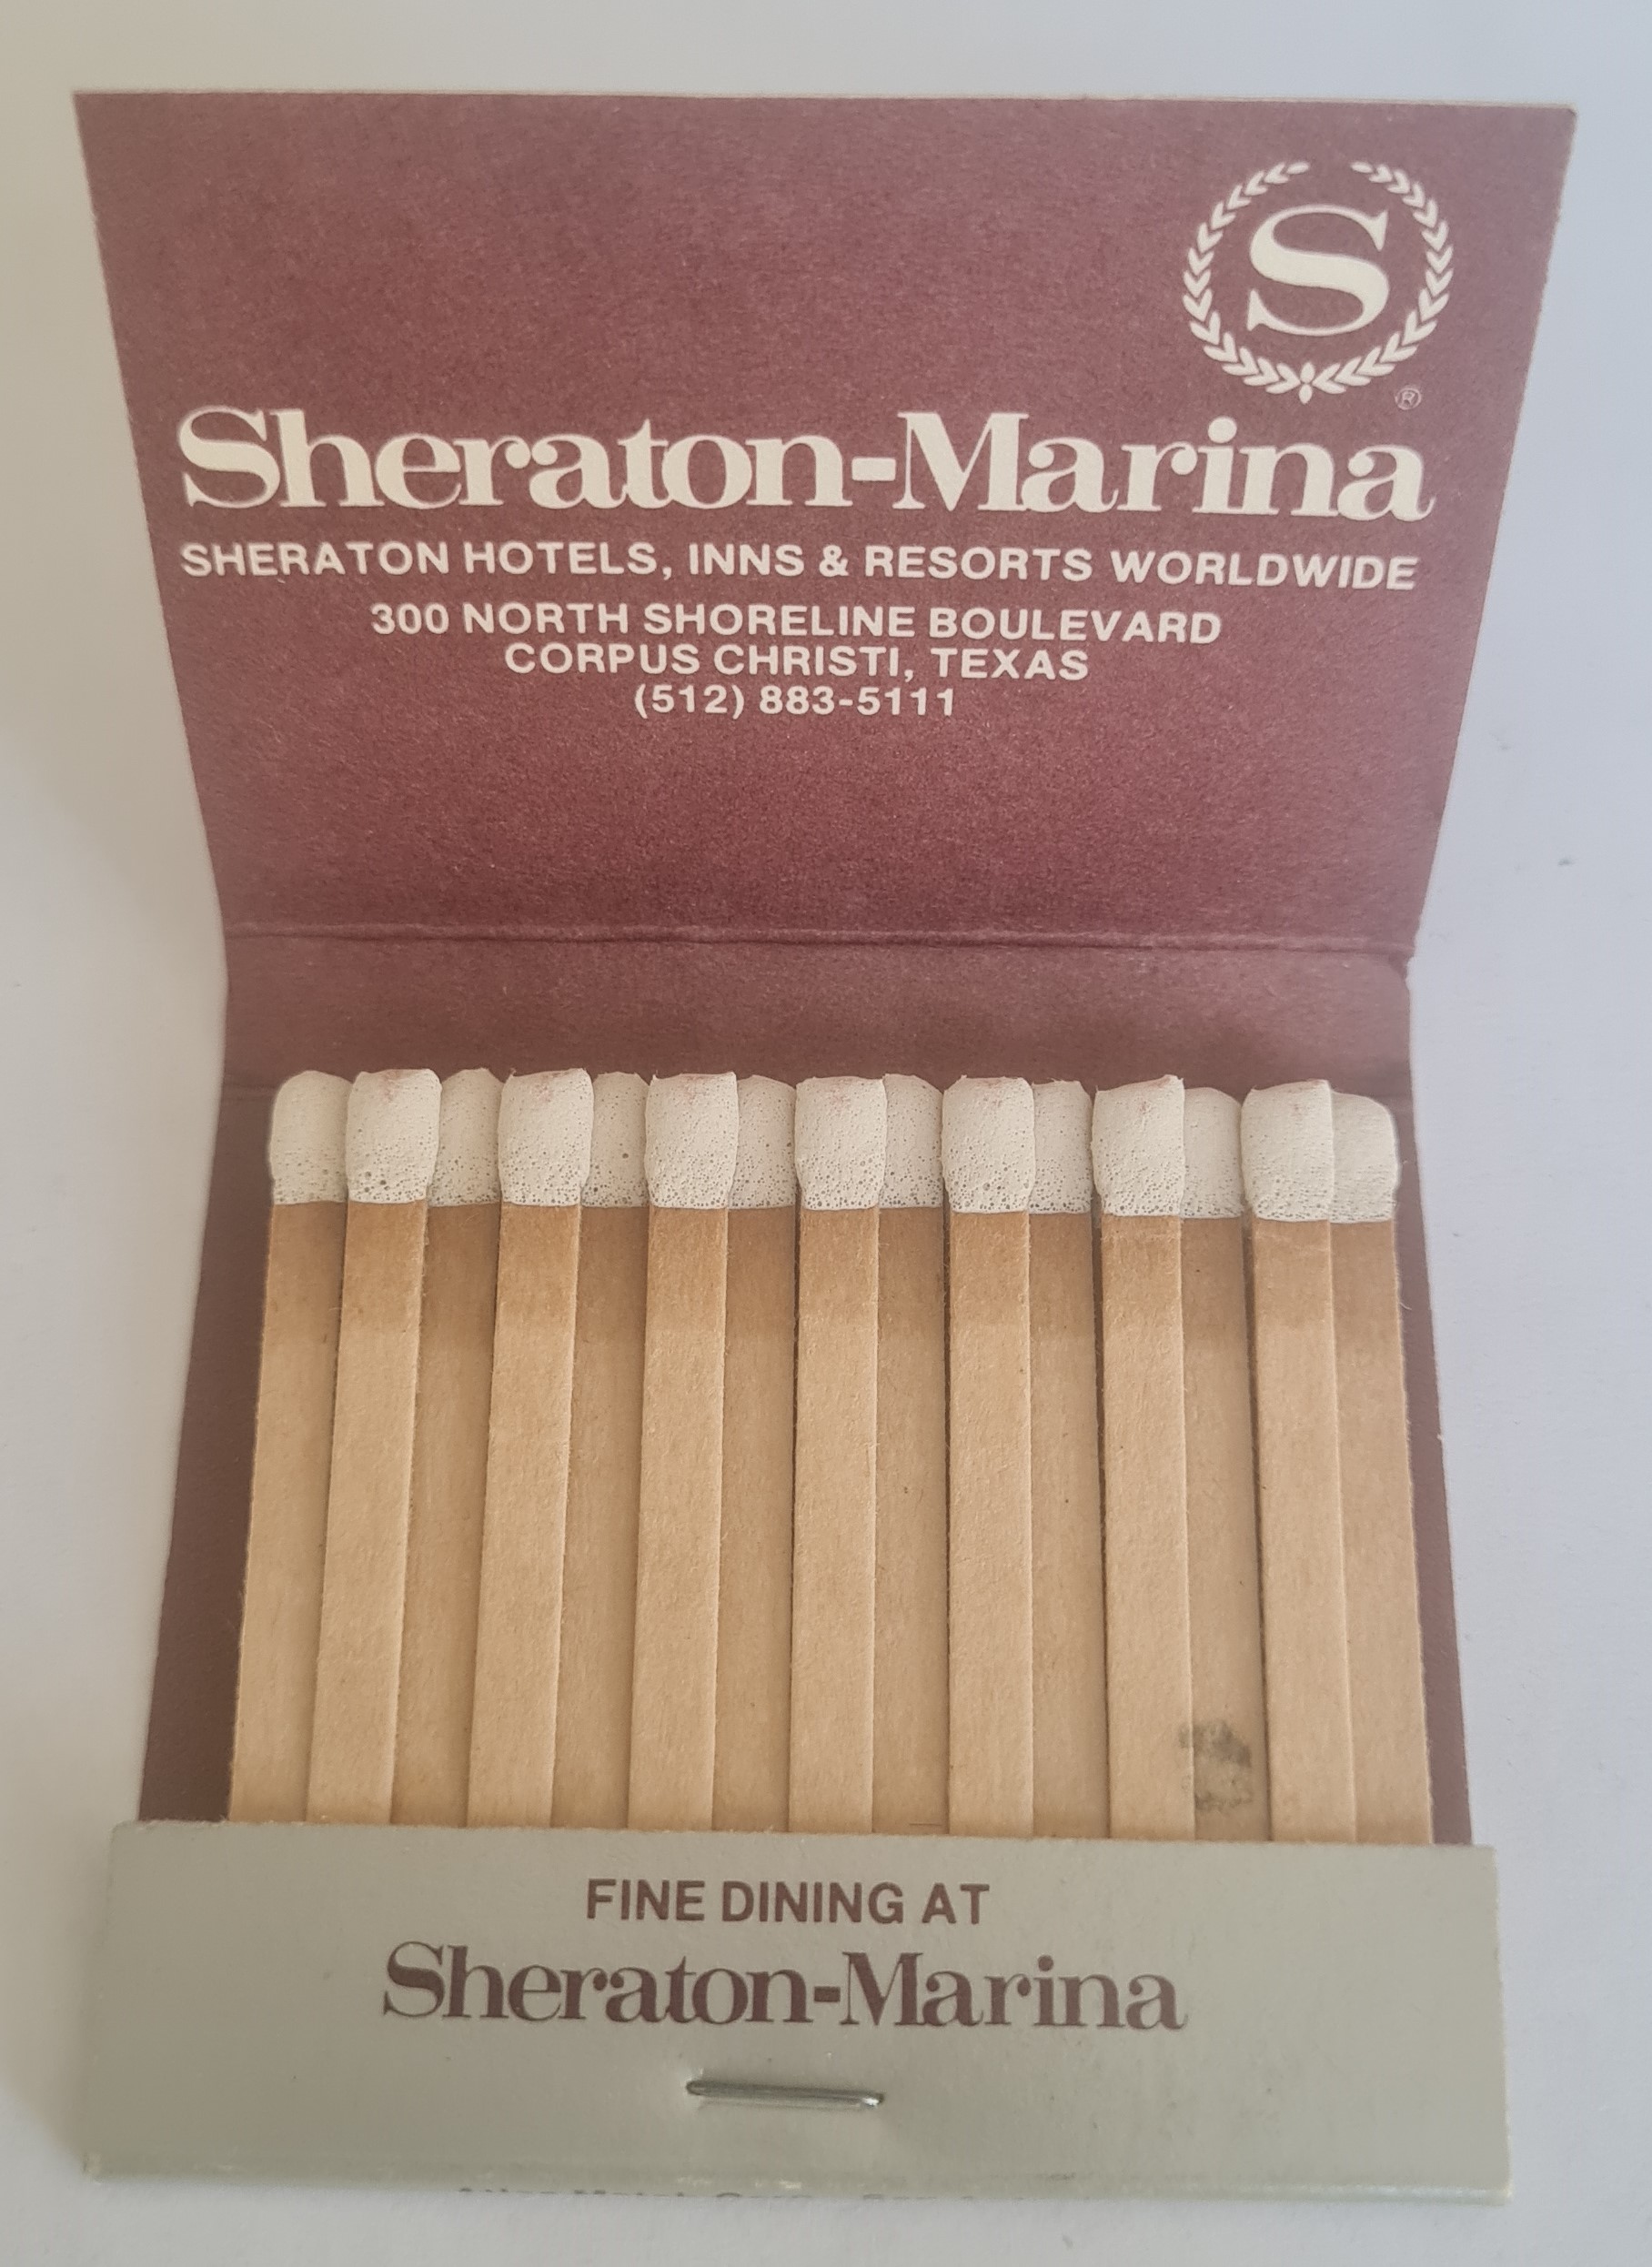 S
®
Sheraton-Marina
SHERATON HOTELS, INNS & RESORTS WORLDWIDE
300 NORTH SHORELINE BOULEVARD
CORPUS CHRISTI, TEXAS
(512) 883-5111
FINE DINING AT
Sheraton-Marina